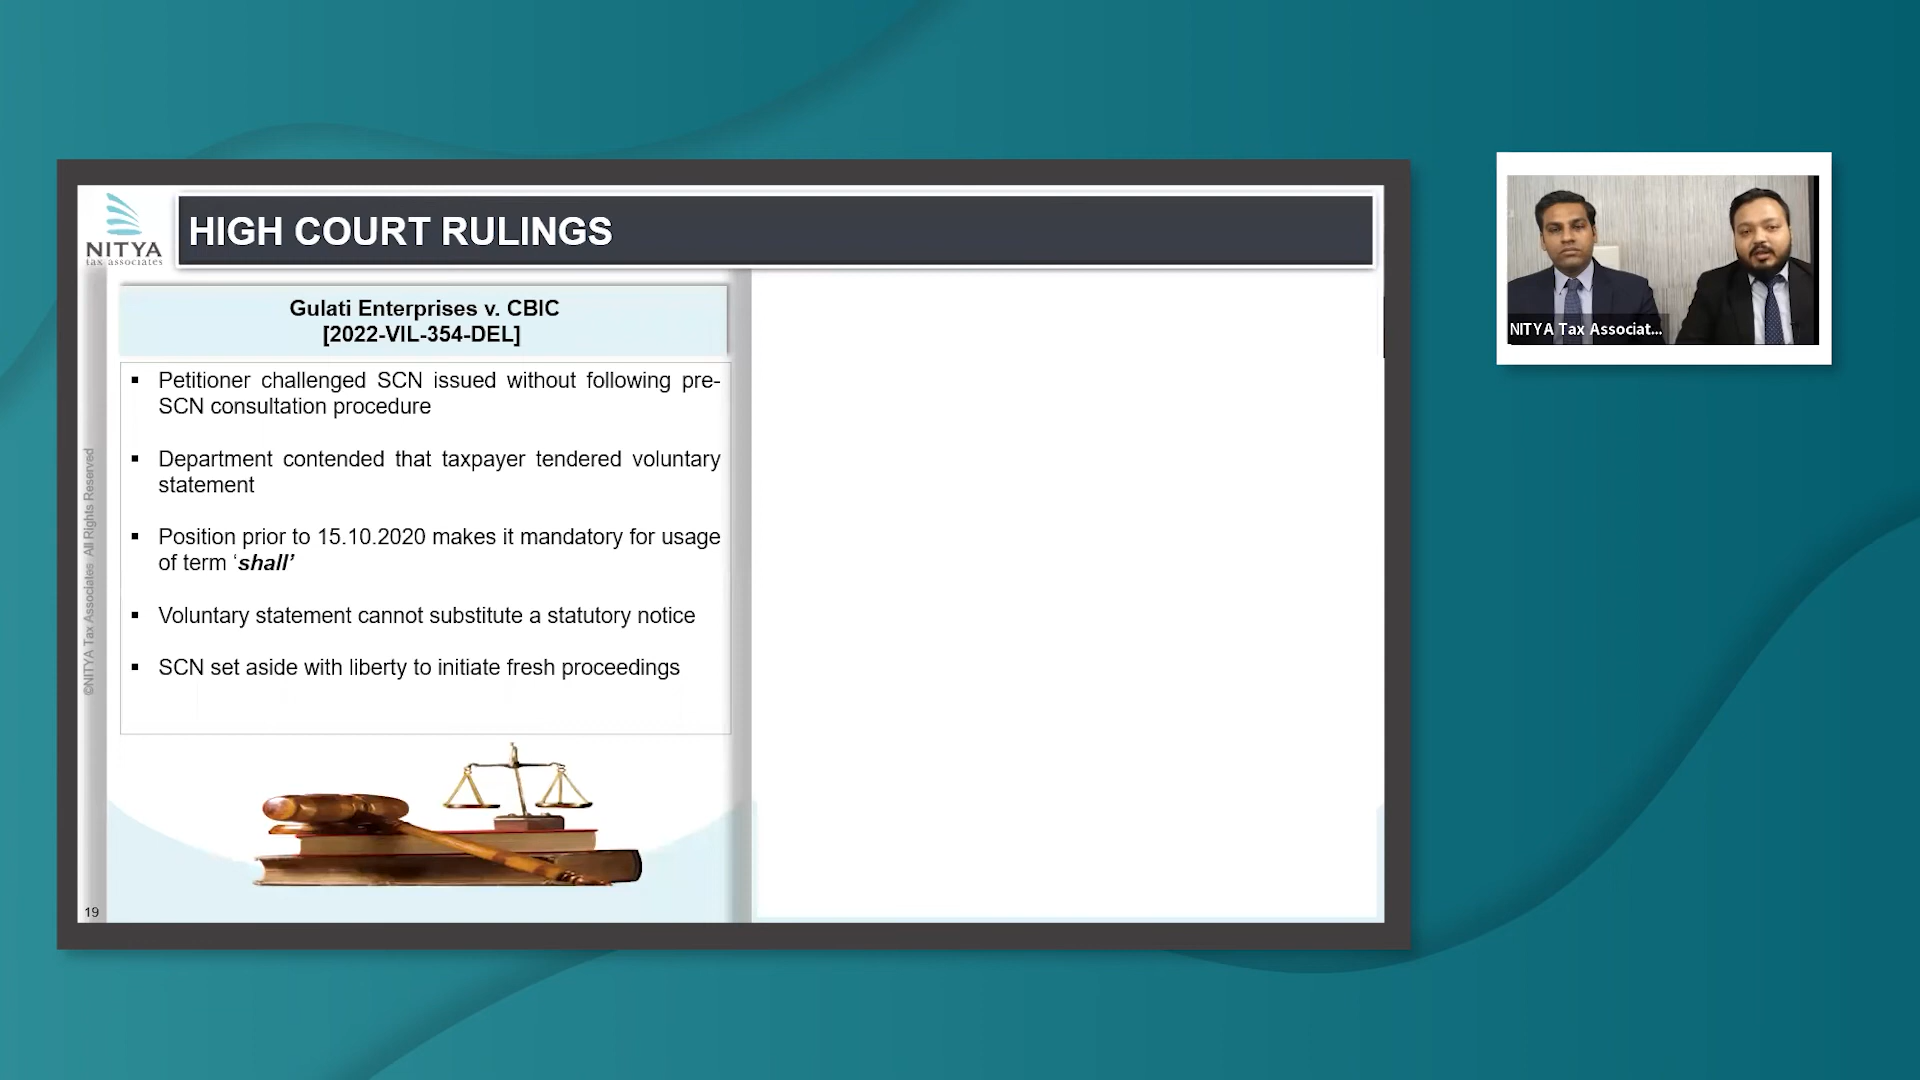 NITYA
tax associates
HIGH COURT RULINGS
Gulati Enterprises v. CBIC
[2022-VIL-354-DEL]
▪ Petitioner challenged SCN issued without following pre-
SCN consultation procedure
▪ Department contended that taxpayer tendered voluntary
statement
▪ Position prior to 15.10.2020 makes it mandatory for usage
of term ‘shall’
▪ Voluntary statement cannot substitute a statutory notice
▪ SCN set aside with liberty to initiate fresh proceedings
©NITYA Tax Associates All Rights Reserved
19
NITYA Tax Associat...